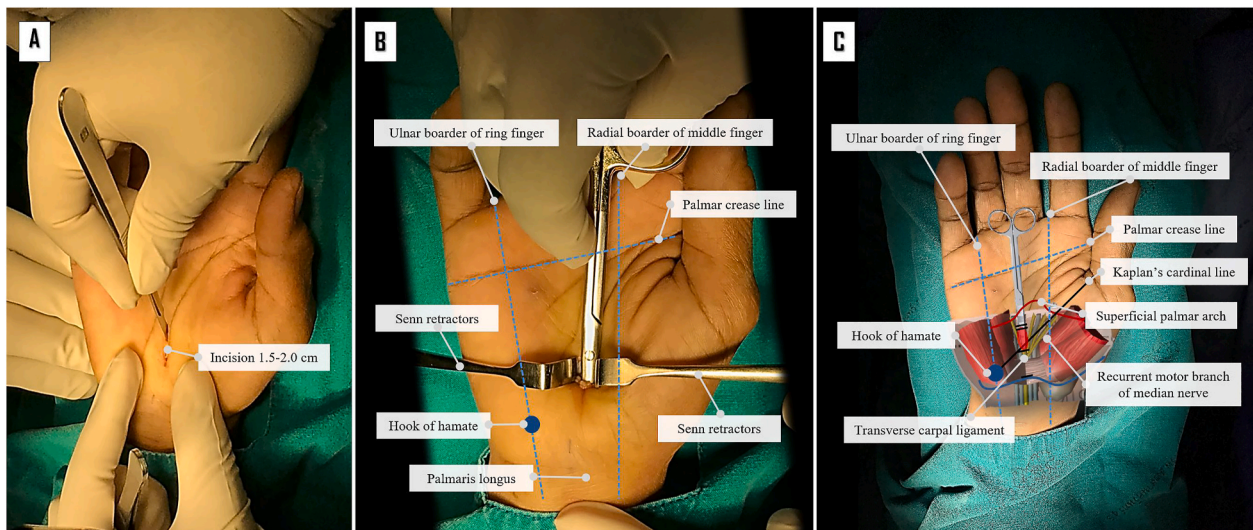 A
Incision 1.5-2.0 cm
B
Ulnar boarder of ring finger
Radial boarder of middle finger
Palmar crease line
Senn retractors
Hook of hamate
Senn retractors
Palmaris longus
C
Ulnar boarder of ring finger
Radial boarder of middle finger
Palmar crease line
Kaplan's cardinal line
Superficial palmar arch
Hook of hamate
Recurrent motor branch
of median nerve
Transverse carpal ligament